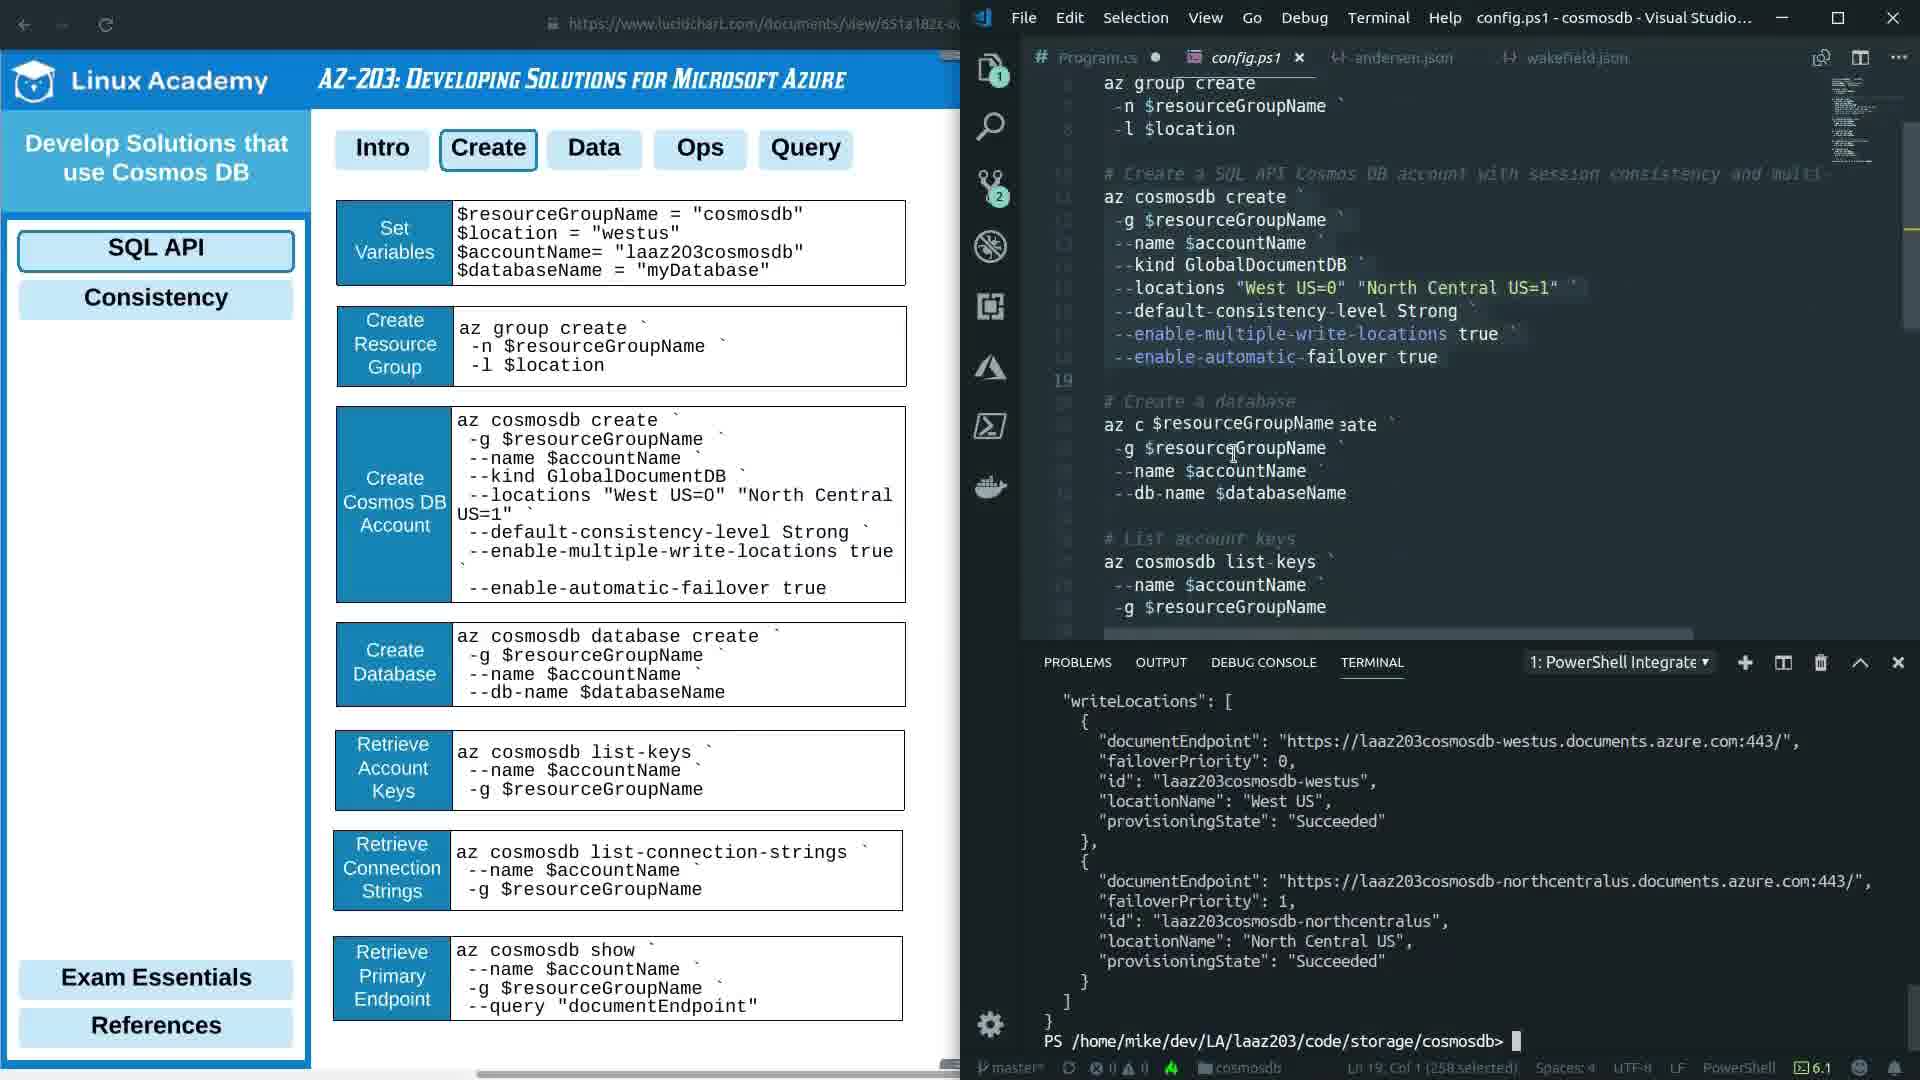 https://www.lucidchart.com/documents/view/651a182c-
Linux Academy
AZ-203: Developing Solutions for Microsoft Azure
Develop Solutions that
use Cosmos DB
SQL API
Consistency
Exam Essentials
References
Intro
Create
Data
Ops
Query
Set
Variables
$resourceGroupName = "cosmosdb"
$location = "westus"
$accountName= "laaz203cosmosdb"
$databaseName = "myDatabase"
Create
Resource
Group
az group create `
-n $resourceGroupName `
-l $location
Create
Cosmos DB
Account
az cosmosdb create `
-g $resourceGroupName `
--name $accountName `
--kind GlobalDocumentDB `
--locations "West US=0" "North Central
US=1" `
--default-consistency-level Strong `
--enable-multiple-write-locations true
`
--enable-automatic-failover true
Create
Database
az cosmosdb database create `
-g $resourceGroupName `
--name $accountName `
--db-name $databaseName
Retrieve
Account
Keys
az cosmosdb list-keys `
--name $accountName `
-g $resourceGroupName
Retrieve
Connection
Strings
az cosmosdb list-connection-strings `
--name $accountName `
-g $resourceGroupName
Retrieve
Primary
Endpoint
az cosmosdb show `
--name $accountName `
-g $resourceGroupName `
--query "documentEndpoint"
File Edit Selection View Go Debug Terminal Help config.ps1 - cosmosdb - Visual Studio...
Program.cs
config.ps1
andersen.json
wakefield.json
1
2
az group create
-n $resourceGroupName `
8 -l $location
# Create a SQL API Cosmos DB account with session consistency and multi-
az cosmosdb create `
-g $resourceGroupName `
--name $accountName `
--kind GlobalDocumentDB `
--locations "West US=0" "North Central US=1" `
--default-consistency-level Strong `
--enable-multiple-write-locations true `
--enable-automatic-failover true
19
# Create a database
az c $resourceGroupName eate `
-g $resourceGroupName `
--name $accountName `
--db-name $databaseName
# List account keys
az cosmosdb list-keys `
--name $accountName `
-g $resourceGroupName
PROBLEMS OUTPUT DEBUG CONSOLE TERMINAL
1: PowerShell Integrate
"writeLocations": [
{
"documentEndpoint": "https://laaz203cosmosdb-westus.documents.azure.com:443/",
"failoverPriority": 0,
"id": "laaz203cosmosdb-westus",
"locationName": "West US",
"provisioningState": "Succeeded"
},
{
"documentEndpoint": "https://laaz203cosmosdb-northcentralus.documents.azure.com:443/",
"failoverPriority": 1,
"id": "laaz203cosmosdb-northcentralus",
"locationName": "North Central US",
"provisioningState": "Succeeded"
}
]
}
PS /home/mike/dev/LA/laaz203/code/storage/cosmosdb>
master* 0 0 cosmosdb Ln 19, Col 1 (258 selected) Spaces: 4 UTF-8 LF PowerShell 6.1